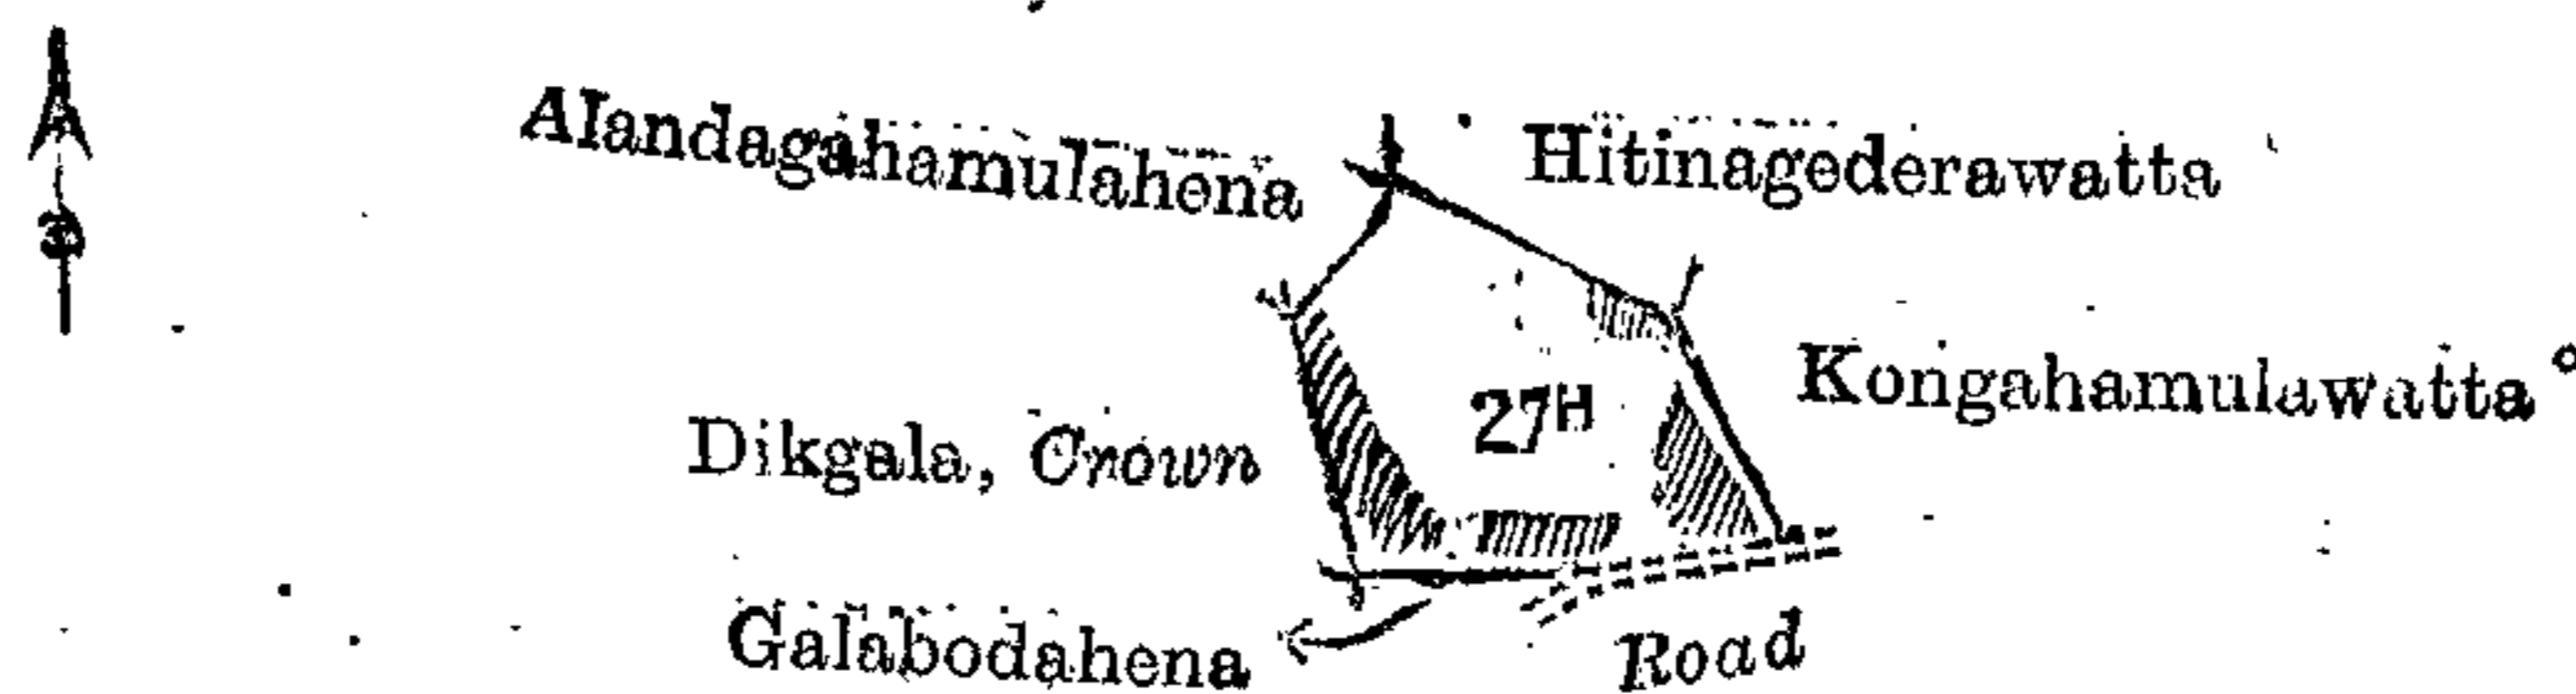 Alandagahamulahena
Hitinagederawatta
Kongahamulawatta
27H
Dikgala, Crown
Galabodahena
Road